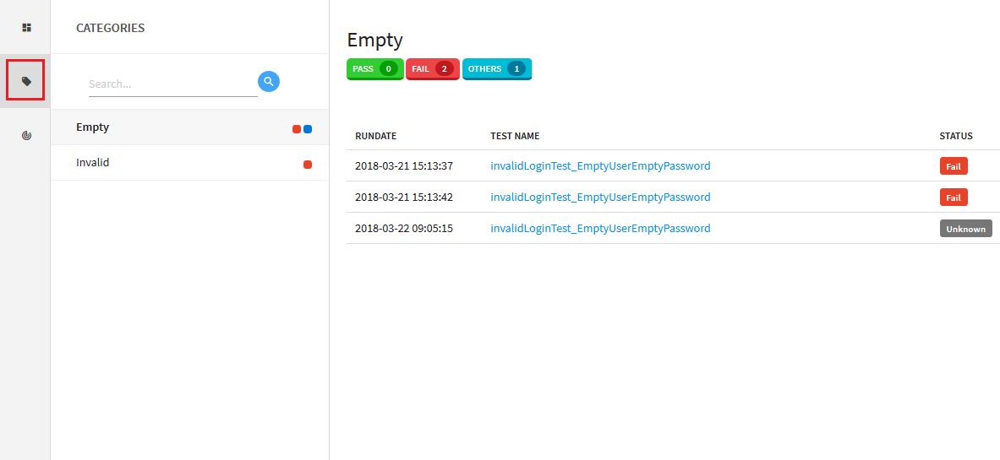 CATEGORIES
Search...
Empty
Invalid
Empty
PASS 0 FAIL 2 OTHERS 1
RUNDATE TEST NAME STATUS
2018-03-21 15:13:37 invalidLoginTest_EmptyUserEmptyPassword Fail
2018-03-21 15:13:42 invalidLoginTest_EmptyUserEmptyPassword Fail
2018-03-22 09:05:15 invalidLoginTest_EmptyUserEmptyPassword Unknown